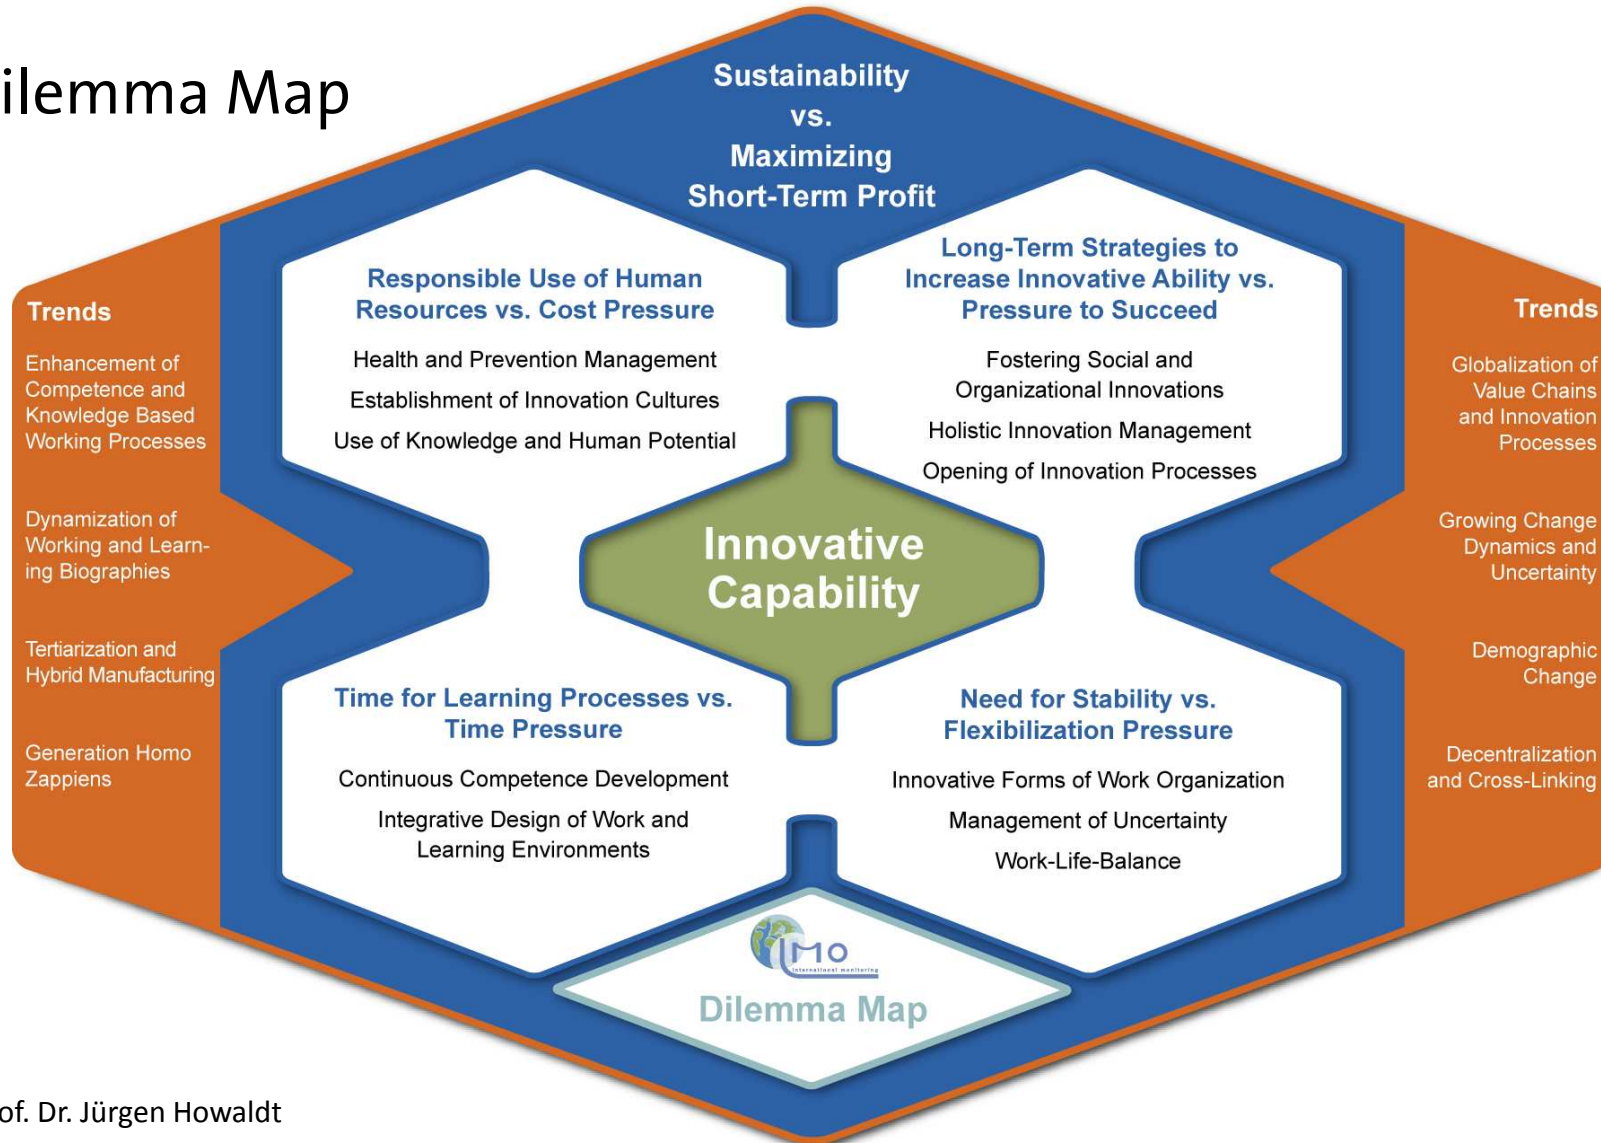 ilemma Map
Sustainability
vs.
Maximizing
Short-Term Profit
Responsible Use of Human
Resources vs. Cost Pressure
Health and Prevention Management
Establishment of Innovation Cultures
Use of Knowledge and Human Potential
Long-Term Strategies to
Increase Innovative Ability vs.
Pressure to Succeed
Fostering Social and
Organizational Innovations
Holistic Innovation Management
Opening of Innovation Processes
Trends
Enhancement of
Competence and
Knowledge Based
Working Processes
Dynamization of
Working and Learn-
ing Biographies
Tertiarization and
Hybrid Manufacturing
Generation Homo
Zappiens
Innovative
Capability
Trends
Globalization of
Value Chains
and Innovation
Processes
Growing Change
Dynamics and
Uncertainty
Demographic
Change
Decentralization
and Cross-Linking
Time for Learning Processes vs.
Time Pressure
Continuous Competence Development
Integrative Design of Work and
Learning Environments
Need for Stability vs.
Flexibilization Pressure
Innovative Forms of Work Organization
Management of Uncertainty
Work-Life-Balance
IMO
international monitoring
Dilemma Map
of. Dr. Jürgen Howaldt